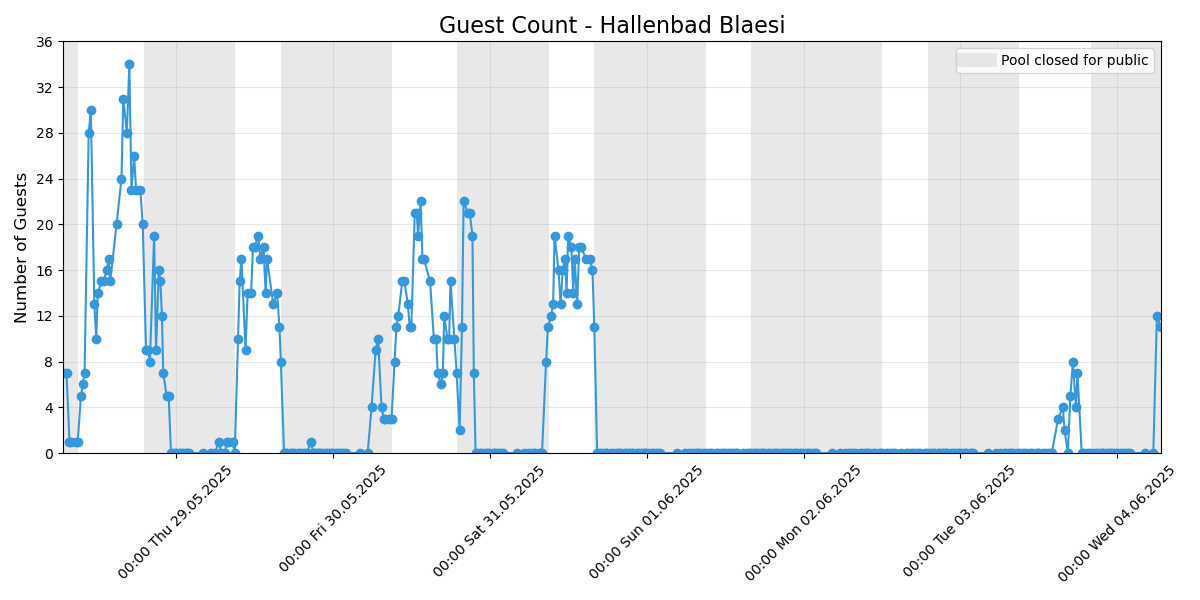 Guest Count - Hallenbad Blaesi
Pool closed for public
Number of Guests
36
32
28
24
20
16
12
8
4
0
00:00 Thu 29.05.2025
00:00 Fri 30.05.2025
00:00 Sat 31.05.2025
00:00 Sun 01.06.2025
00:00 Mon 02.06.2025
00:00 Tue 03.06.2025
00:00 Wed 04.06.2025